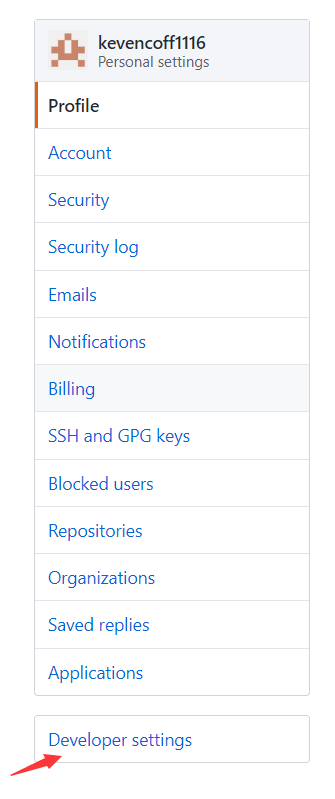 kevencoff1116
Personal settings
Profile
Account
Security
Security log
Emails
Notifications
Billing
SSH and GPG keys
Blocked users
Repositories
Organizations
Saved replies
Applications
Developer settings